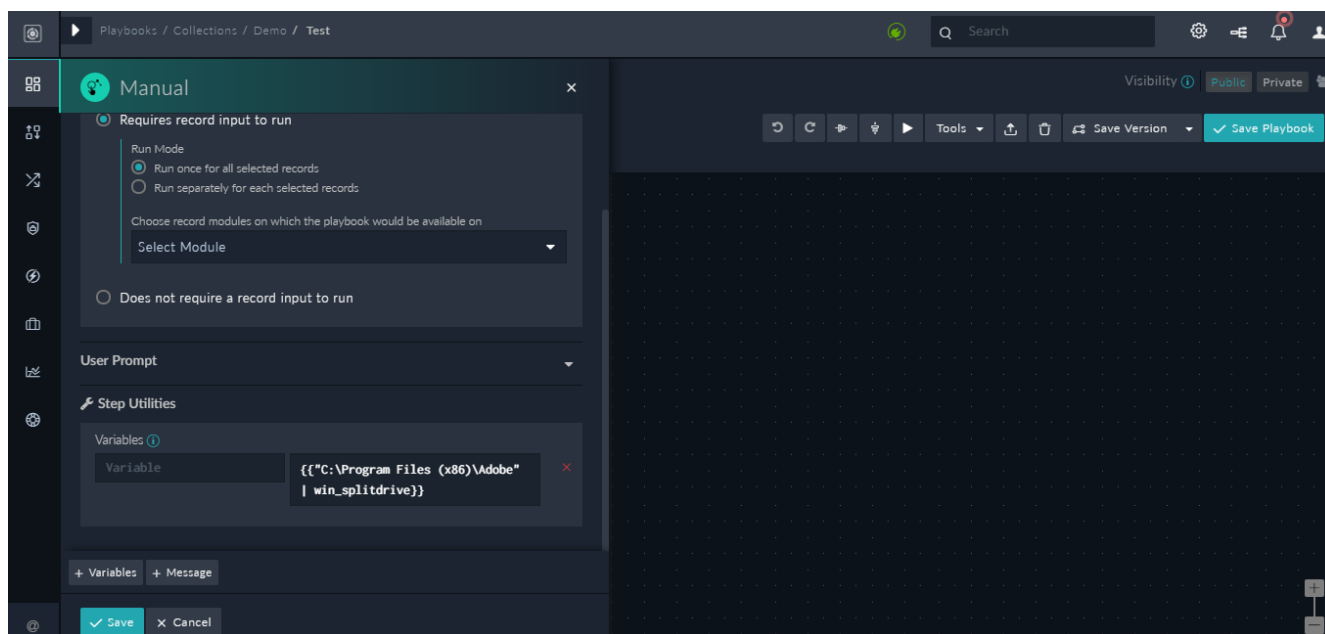 Playbooks / Collections / Demo / Test
Search
Manual
Visibility
Public
Private
Requires record input to run
Tools
Save Version
Save Playbook
Run Mode
Run once for all selected records
Run separately for each selected records
Choose record modules on which the playbook would be available on
Select Module
Does not require a record input to run
User Prompt
Step Utilities
Variables
Variable
{{"C:\Program Files (x86)\Adobe"
| win_splitdrive}}
+ Variables
+ Message
Save
Cancel
@